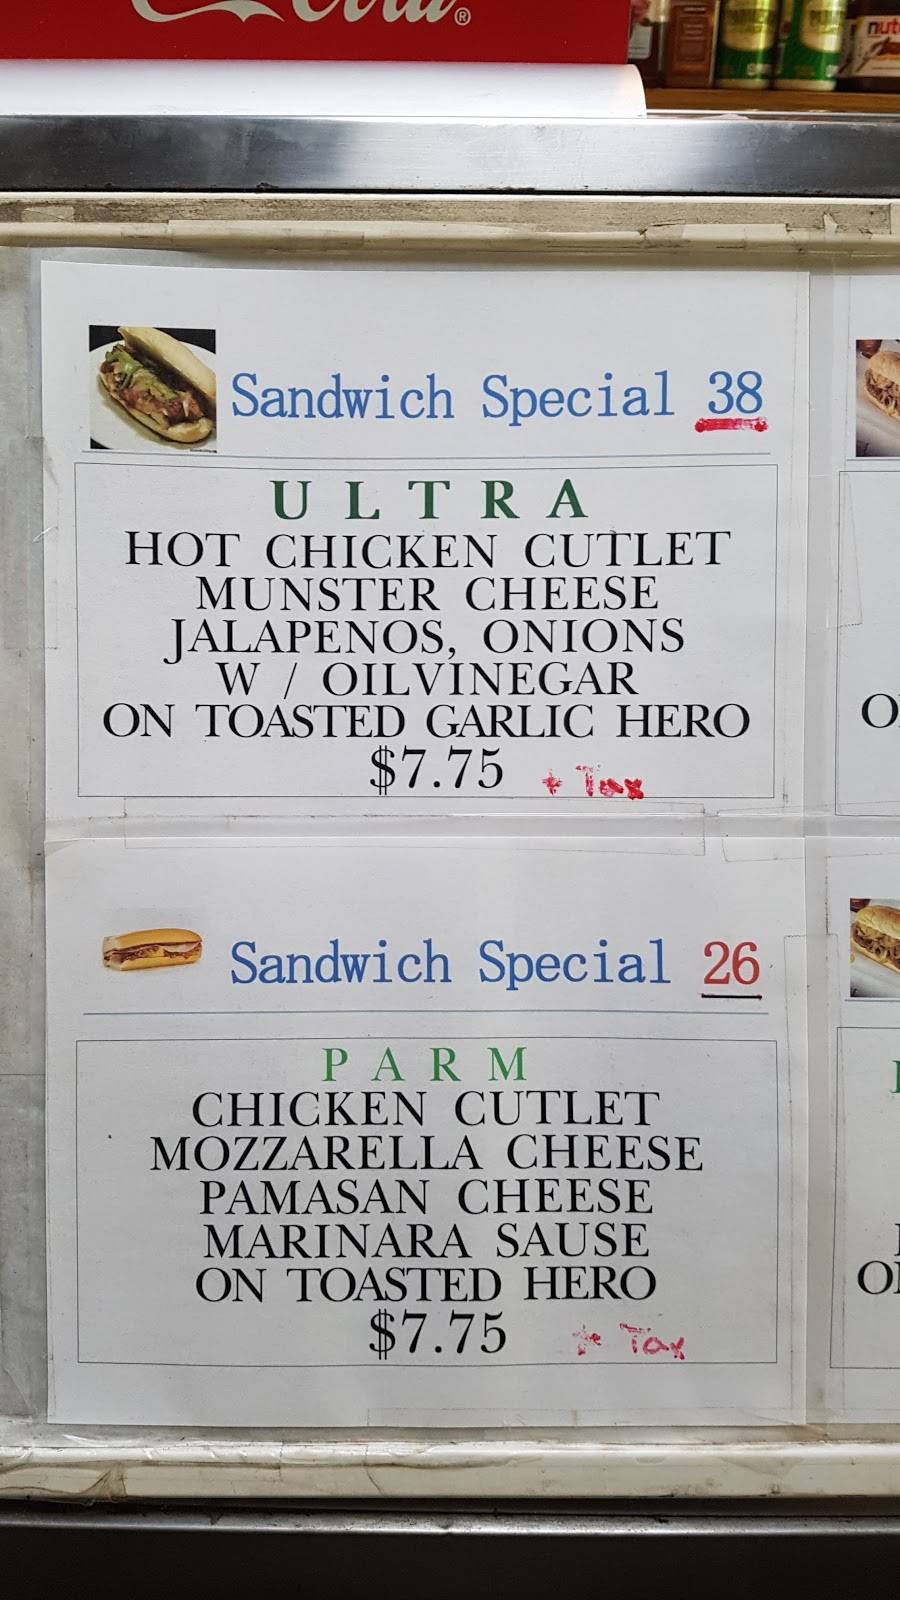 ®
nut
Sandwich Special 38
ULTRA
HOT CHICKEN CUTLET
MUNSTER CHEESE
JALAPENOS, ONIONS
W / OILVINEGAR
ON TOASTED GARLIC HERO
$7.75 + Tax
Sandwich Special 26
PARM
CHICKEN CUTLET
MOZZARELLA CHEESE
PAMASAN CHEESE
MARINARA SAUSE
ON TOASTED HERO
$7.75 + Tax